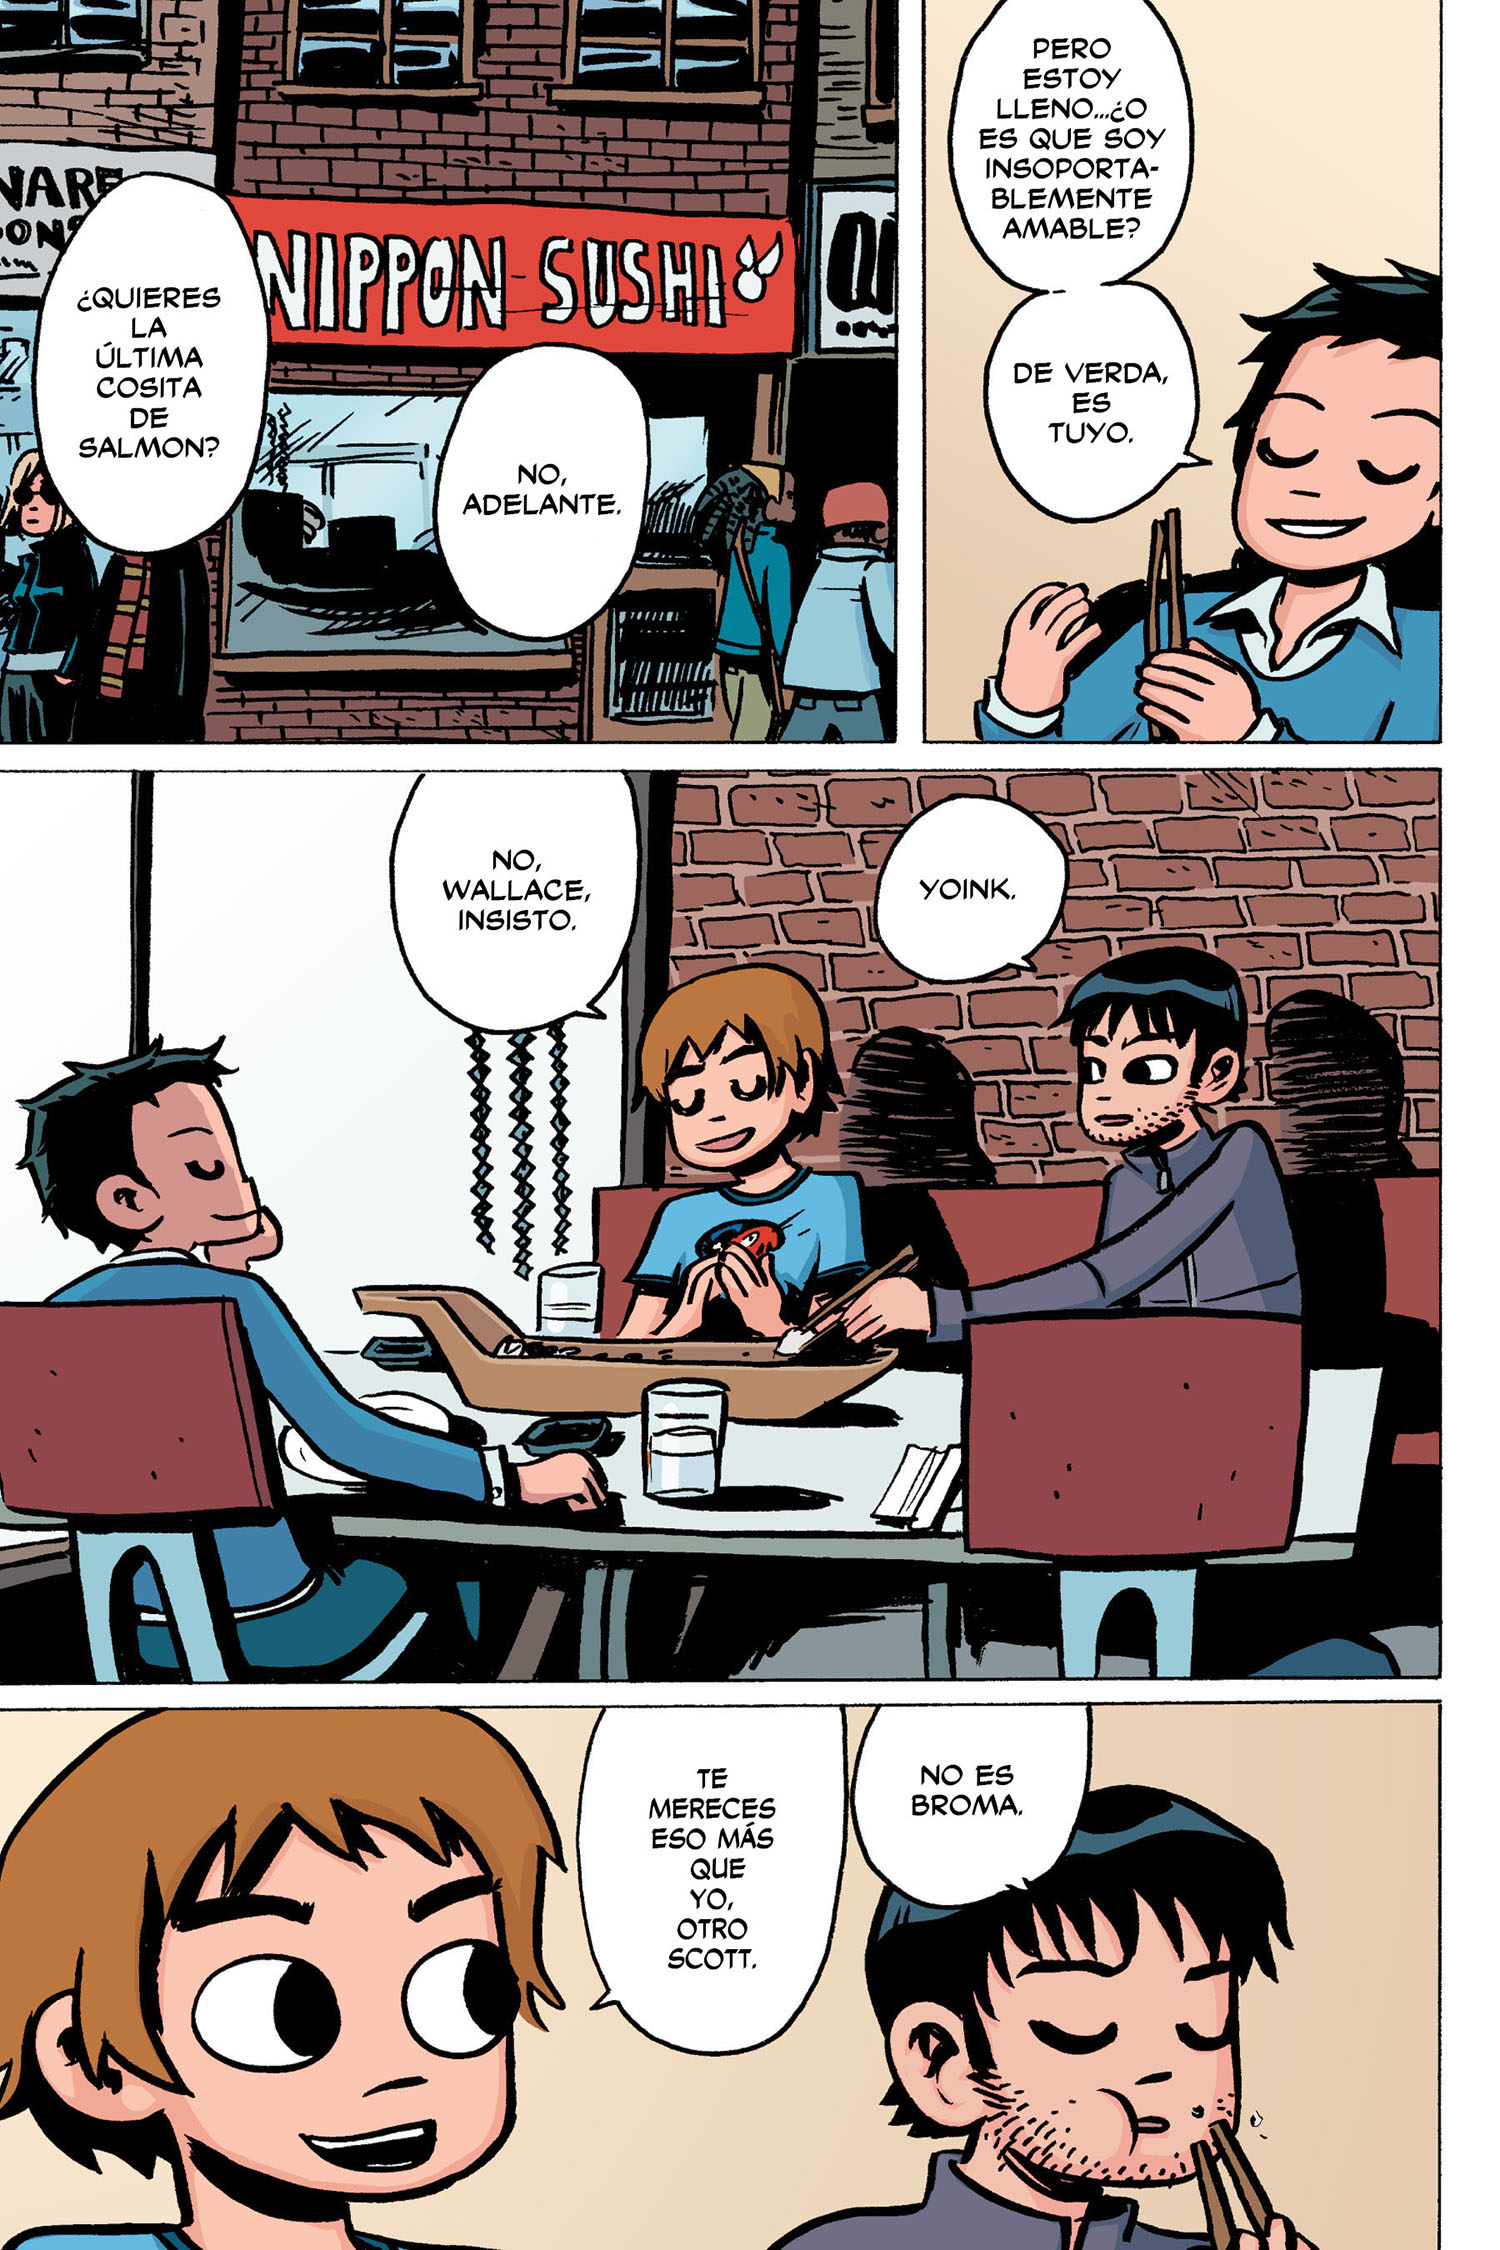 ¿QUIERES
LA
ÚLTIMA
COSITA
DE
SALMON?
NIPPON SUSHI
NO,
ADELANTE.
PERO
ESTOY
LLENO...¿O
ES QUE SOY
INSOPORTA-
BLEMENTE
AMABLE?
DE VERDA,
ES
TUYO.
NO,
WALLACE,
INSISTO.
YOINK.
TE
MERECES
ESO MÁS
QUE
YO,
OTRO
SCOTT.
NO ES
BROMA.